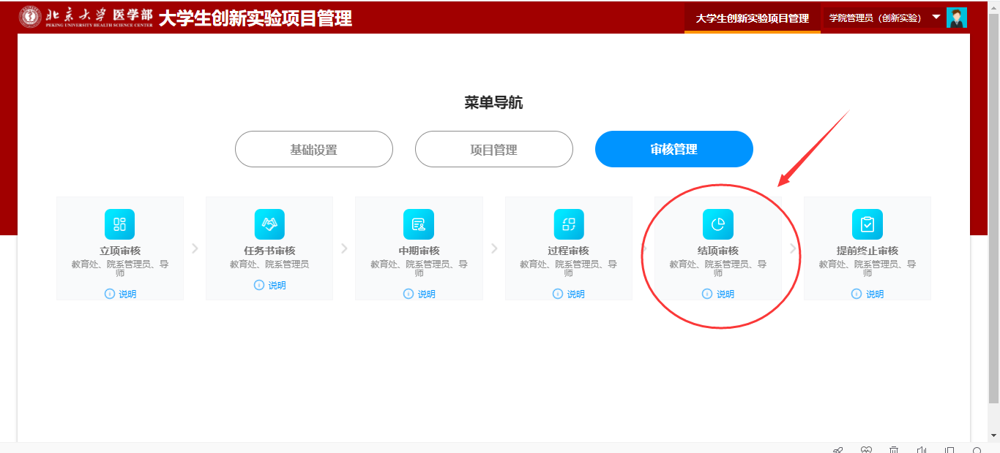 北京大学 医学部 大学生创新实验项目管理
PEKING UNIVERSITY HEALTH SCIENCE CENTER
大学生创新实验项目管理
学院管理员（创新实验）
菜单导航
基础设置
项目管理
审核管理
立项审核
教育处、院系管理员、导
师
说明
任务书审核
教育处、院系管理员
说明
中期审核
教育处、院系管理员、导
师
说明
过程审核
教育处、院系管理员、导
师
说明
结项审核
教育处、院系管理员、导
师
说明
提前终止审核
教育处、院系管理员、导
师
说明